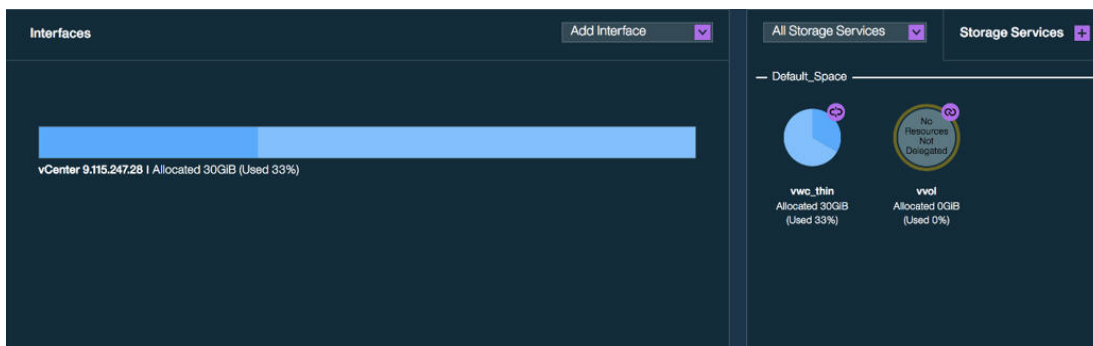 Interfaces
Add Interface
vCenter 9.115.247.28 | Allocated 30GiB (Used 33%)
All Storage Services
Storage Services
Default_Space
No
Resources
Not
Delegated
vwc_thin
Allocated 30GiB
(Used 33%)
vvol
Allocated 0GiB
(Used 0%)